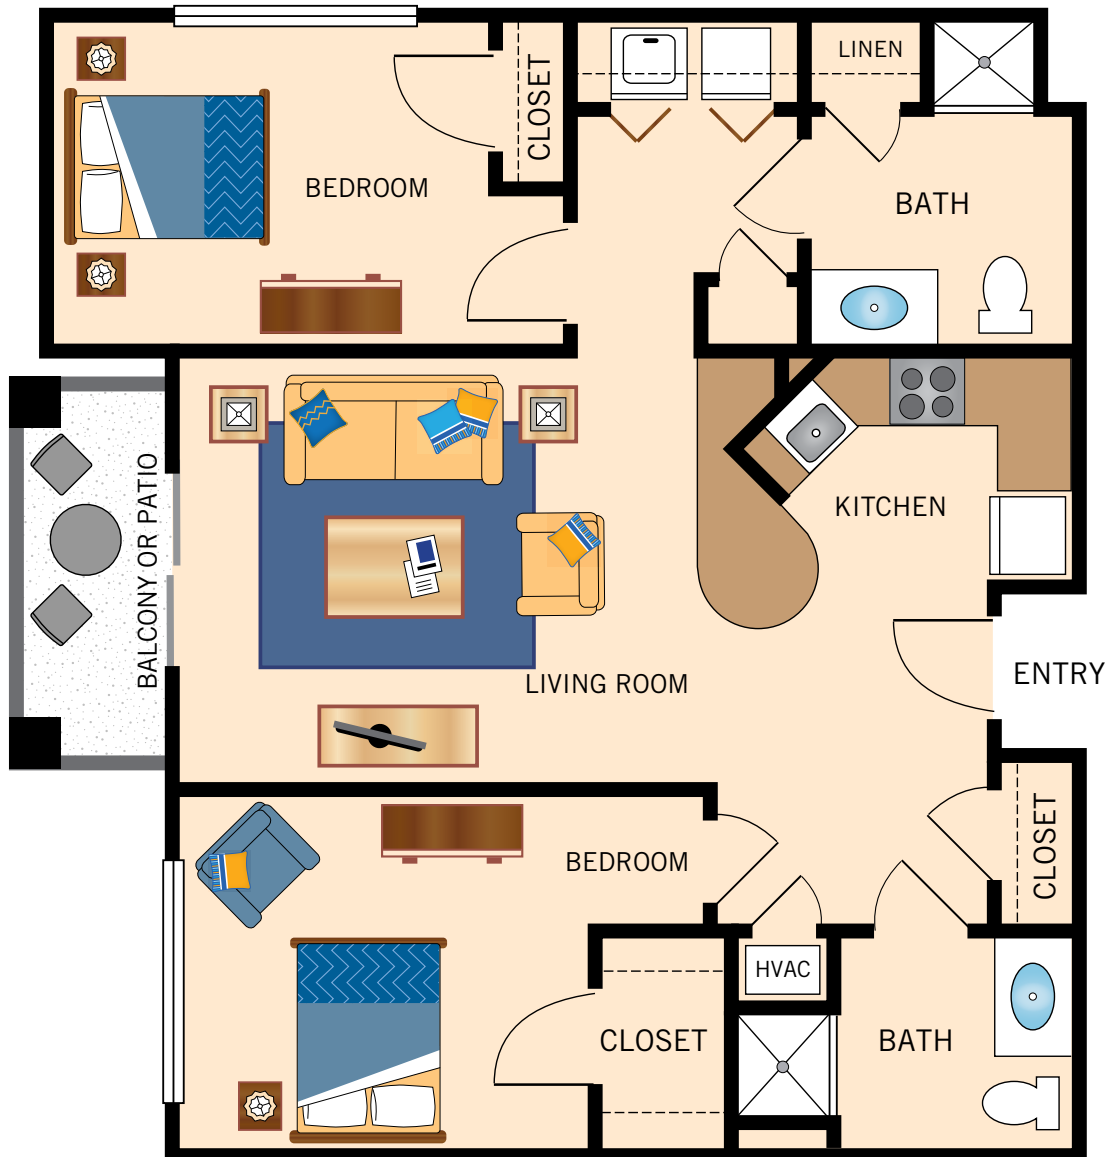 LINEN
CLOSET
BEDROOM
BATH
BALCONY OR PATIO
KITCHEN
LIVING ROOM
ENTRY
CLOSET
BEDROOM
HVAC
CLOSET
BATH